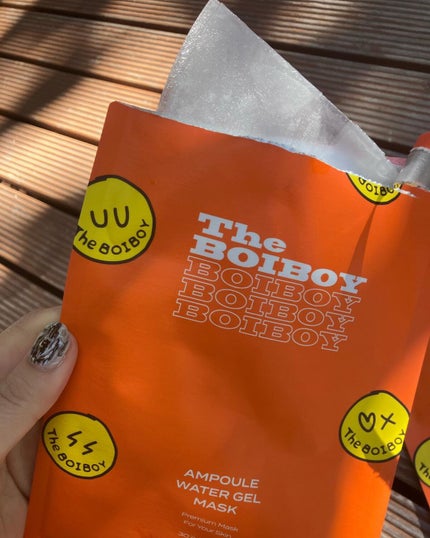 BOIBOY
The BOIBOY
The
BOIBOY
BOIBOY
BOIBOY
BOIBOY
The BOIBOY
The BOIBOY
AMPOULE
WATER GEL
MASK
Premium Mask
For Your Skin